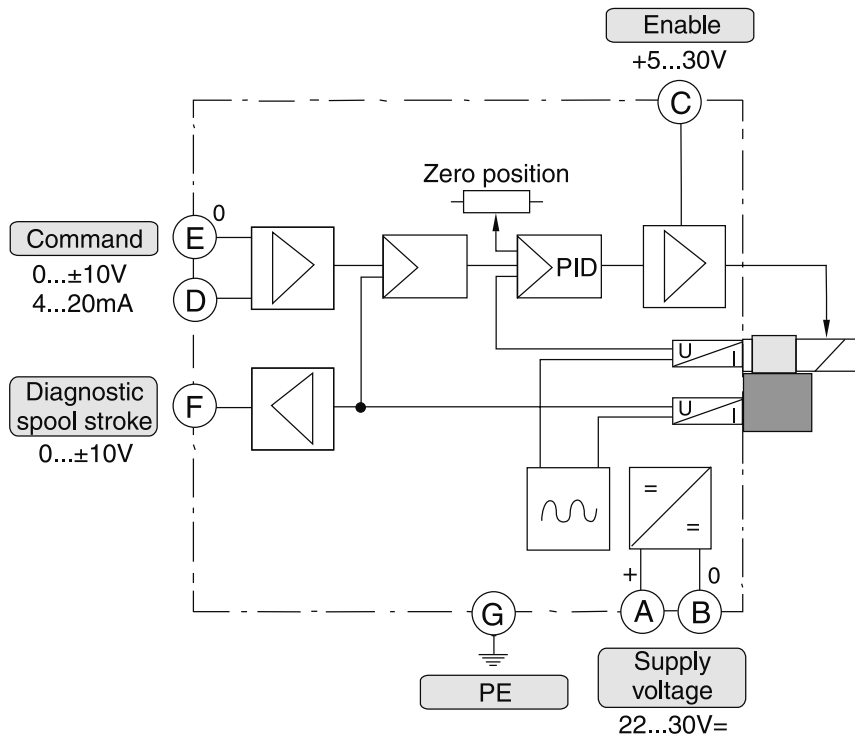 Enable
+5...30V
C
Zero position
0
E
Command
0...±10V
4...20mA
D
PID
U I
Diagnostic
spool stroke
0...±10V
F
U I
=
=
+ 0
G
A B
PE
Supply
voltage
22...30V=